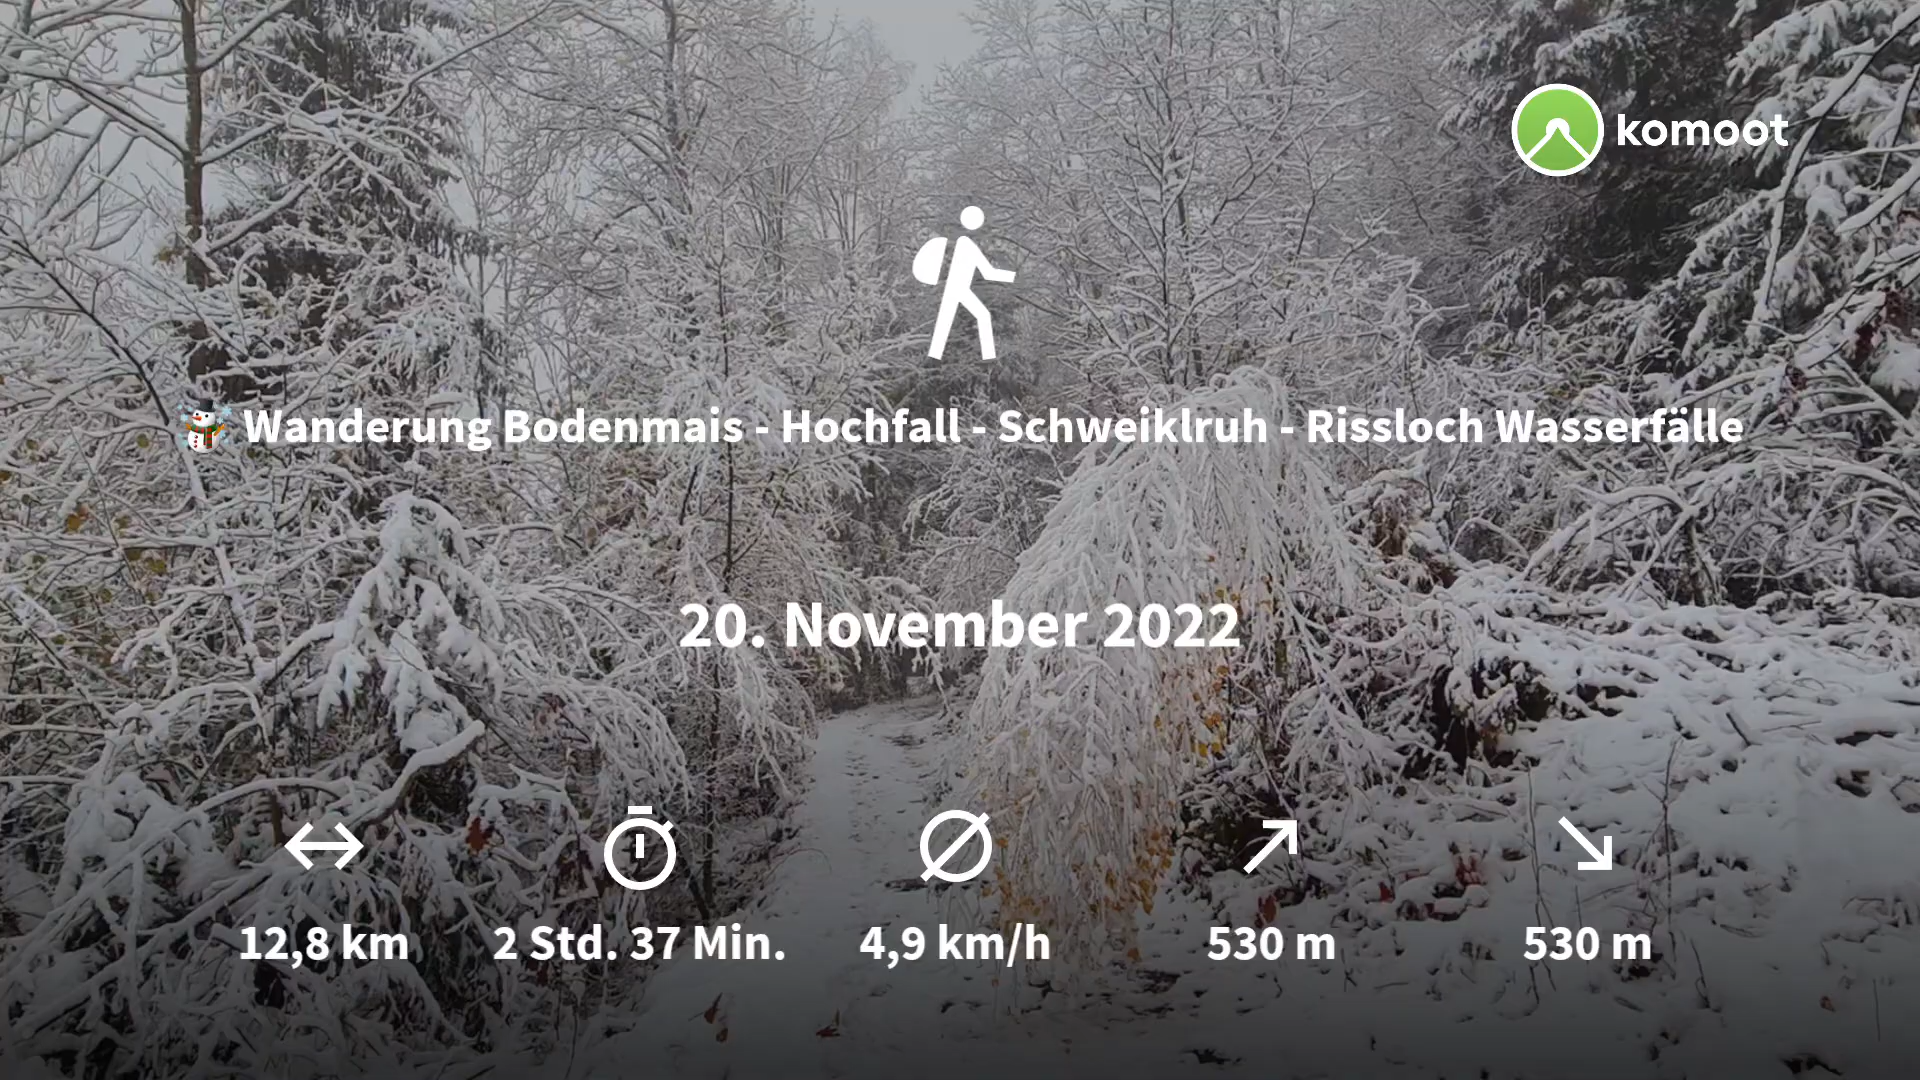 komoot
☃️ Wanderung Bodenmais - Hochfall - Schweiklruh - Rissloch Wasserfälle
20. November 2022
12,8 km
2 Std. 37 Min.
4,9 km/h
530 m
530 m